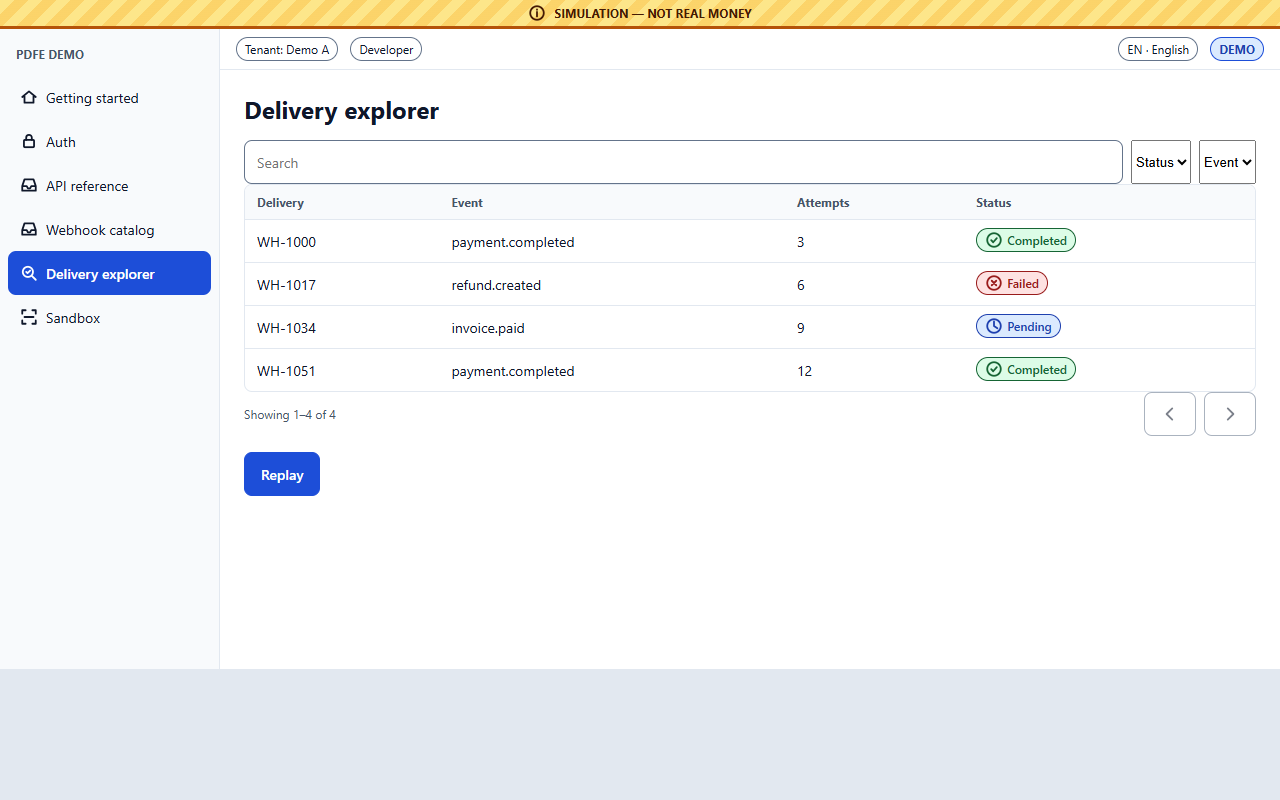 SIMULATION — NOT REAL MONEY
PDFE DEMO
Tenant: Demo A
Developer
EN · English
DEMO
Getting started
Auth
API reference
Webhook catalog
Delivery explorer
Sandbox
Delivery explorer
Search
Status
Event
Delivery Event Attempts Status
WH-1000 payment.completed 3 Completed
WH-1017 refund.created 6 Failed
WH-1034 invoice.paid 9 Pending
WH-1051 payment.completed 12 Completed
Showing 1–4 of 4
Replay